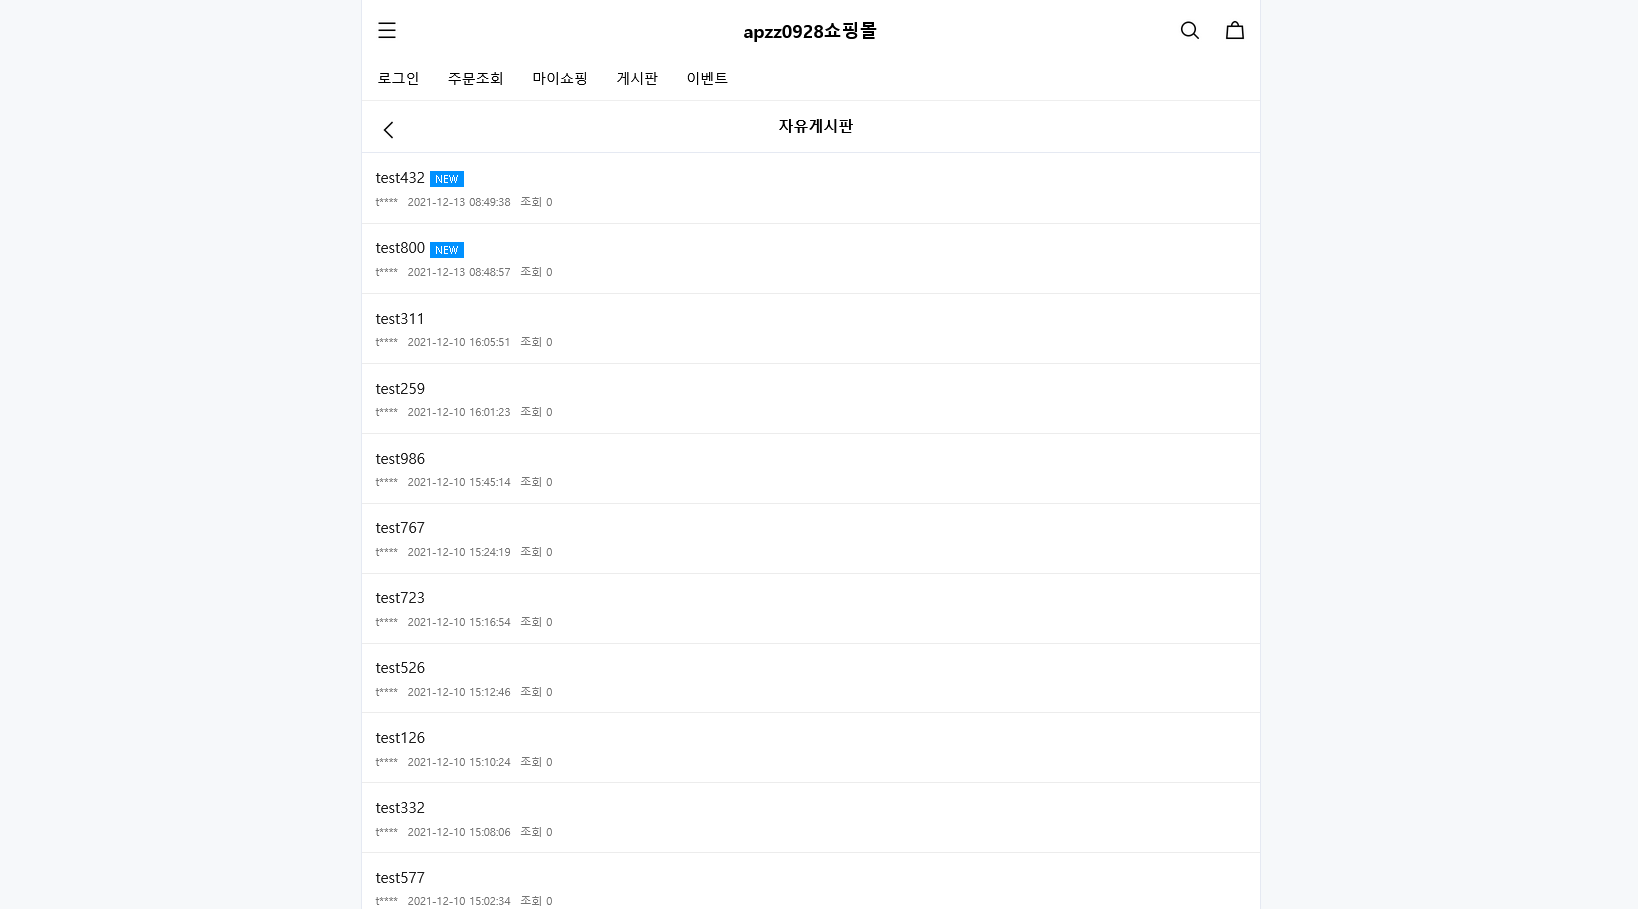 apzz0928쇼핑몰
로그인 주문조회 마이쇼핑 게시판 이벤트
자유게시판
test432 NEW
t**** 2021-12-13 08:49:38 조회 0
test800 NEW
t**** 2021-12-13 08:48:57 조회 0
test311
t**** 2021-12-10 16:05:51 조회 0
test259
t**** 2021-12-10 16:01:23 조회 0
test986
t**** 2021-12-10 15:45:14 조회 0
test767
t**** 2021-12-10 15:24:19 조회 0
test723
t**** 2021-12-10 15:16:54 조회 0
test526
t**** 2021-12-10 15:12:46 조회 0
test126
t**** 2021-12-10 15:10:24 조회 0
test332
t**** 2021-12-10 15:08:06 조회 0
test577
t**** 2021-12-10 15:02:34 조회 0